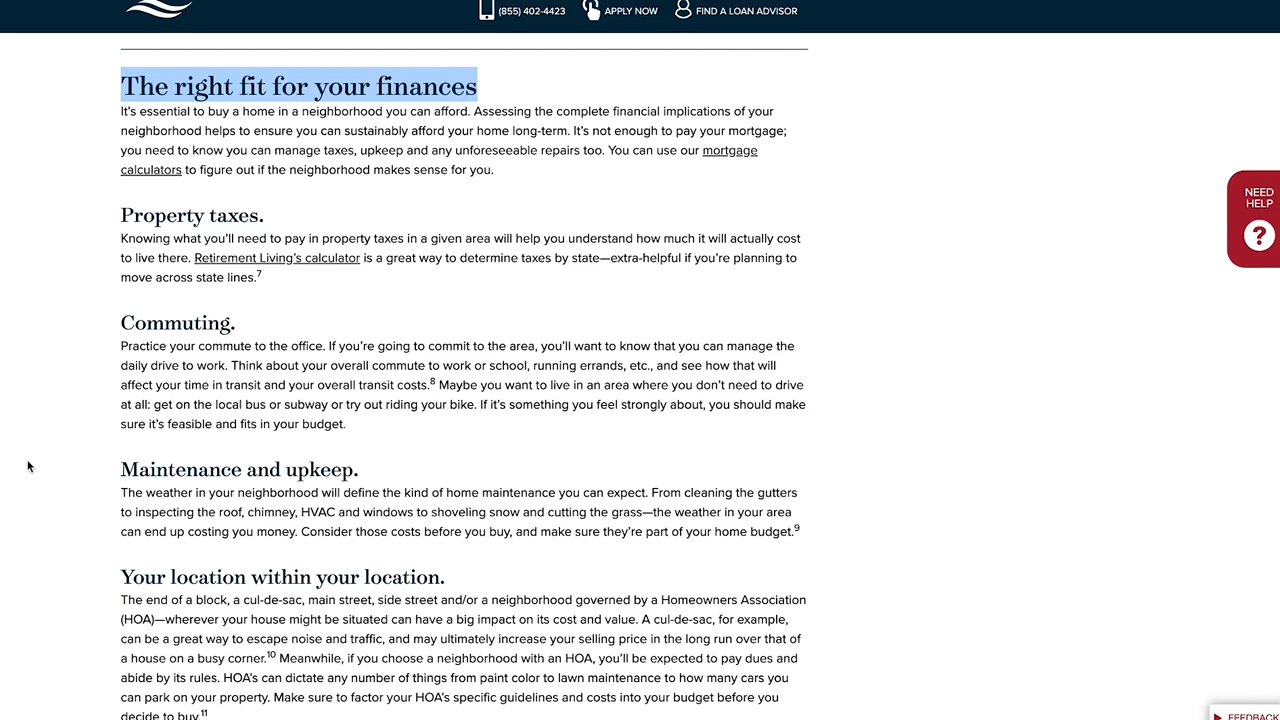 (855) 402-4423 APPLY NOW FIND A LOAN ADVISOR
The right fit for your finances
It's essential to buy a home in a neighborhood you can afford. Assessing the complete financial implications of your
neighborhood helps to ensure you can sustainably afford your home long-term. It's not enough to pay your mortgage;
you need to know you can manage taxes, upkeep and any unforeseeable repairs too. You can use our mortgage
calculators to figure out if the neighborhood makes sense for you.
NEED
HELP
?
Property taxes.
Knowing what you'll need to pay in property taxes in a given area will help you understand how much it will actually cost
to live there. Retirement Living's calculator is a great way to determine taxes by state—extra-helpful if you're planning to
move across state lines.7
Commuting.
Practice your commute to the office. If you're going to commit to the area, you'll want to know that you can manage the
daily drive to work. Think about your overall commute to work or school, running errands, etc., and see how that will
affect your time in transit and your overall transit costs.8 Maybe you want to live in an area where you don't need to drive
at all: get on the local bus or subway or try out riding your bike. If it's something you feel strongly about, you should make
sure it's feasible and fits in your budget.
Maintenance and upkeep.
The weather in your neighborhood will define the kind of home maintenance you can expect. From cleaning the gutters
to inspecting the roof, chimney, HVAC and windows to shoveling snow and cutting the grass—the weather in your area
can end up costing you money. Consider those costs before you buy, and make sure they're part of your home budget.9
Your location within your location.
The end of a block, a cul-de-sac, main street, side street and/or a neighborhood governed by a Homeowners Association
(HOA)—wherever your house might be situated can have a big impact on its cost and value. A cul-de-sac, for example,
can be a great way to escape noise and traffic, and may ultimately increase your selling price in the long run over that of
a house on a busy corner.10 Meanwhile, if you choose a neighborhood with an HOA, you'll be expected to pay dues and
abide by its rules. HOA's can dictate any number of things from paint color to lawn maintenance to how many cars you
can park on your property. Make sure to factor your HOA's specific guidelines and costs into your budget before you
decide to buy.11
FEEDBACK